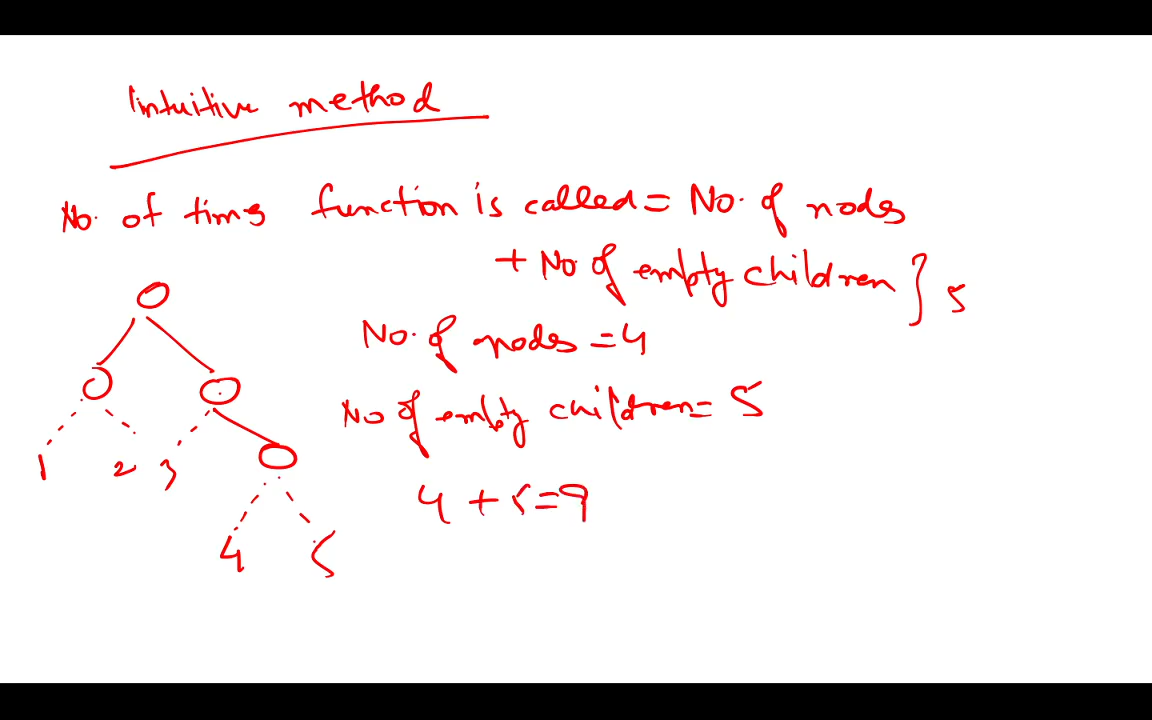 Intuitive method
No. of times function is called = No. of nodes
+ No of empty children } 5
No. of nodes = 4
No of empty children = 5
1 2 3
4 + 5 = 9
4 5